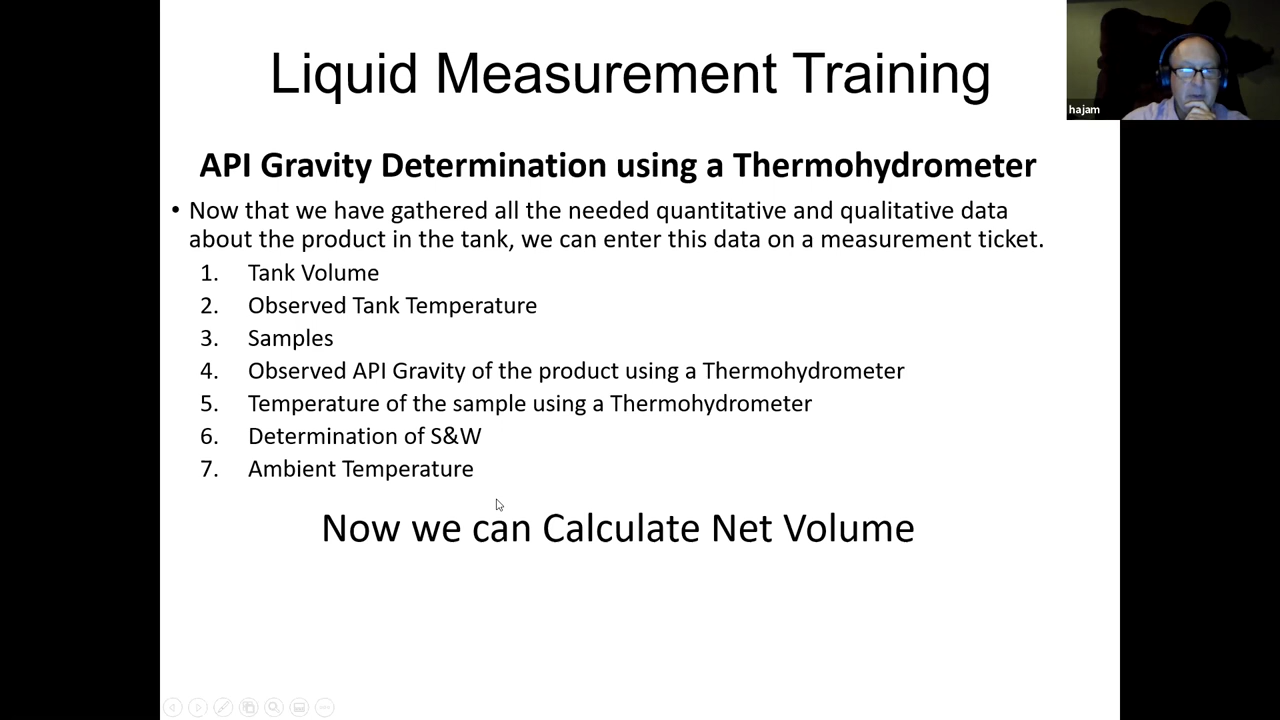 Liquid Measurement Training
hajam
API Gravity Determination using a Thermohydrometer
• Now that we have gathered all the needed quantitative and qualitative data
about the product in the tank, we can enter this data on a measurement ticket.
1. Tank Volume
2. Observed Tank Temperature
3. Samples
4. Observed API Gravity of the product using a Thermohydrometer
5. Temperature of the sample using a Thermohydrometer
6. Determination of S&W
7. Ambient Temperature
Now we can Calculate Net Volume